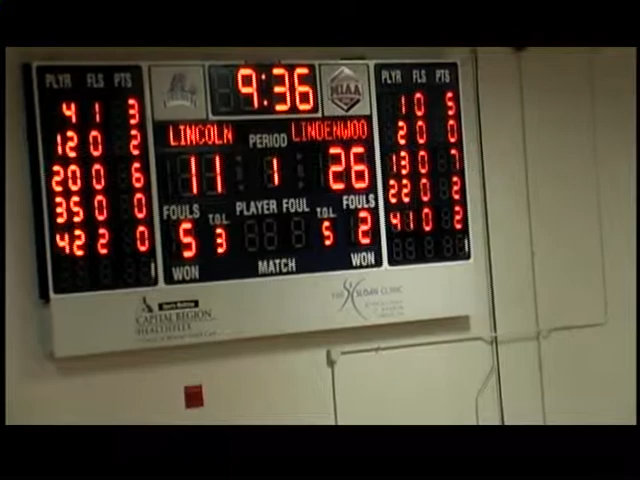 PLYR FLS PTS
4 1 3
12 0 2
20 0 6
35 0 0
42 2 0
9:36
MIAA
LINCOLN PERIOD LINDENWOO
11 1 26
FOULS T.O.L. PLAYER FOUL T.O.L. FOULS
5 3 5 2
WON MATCH WON
PLYR FLS PTS
1 0 5
2 0 0
13 0 7
22 0 2
41 0 2
CAPITAL REGION
HEALTHPLEX
CLINIC